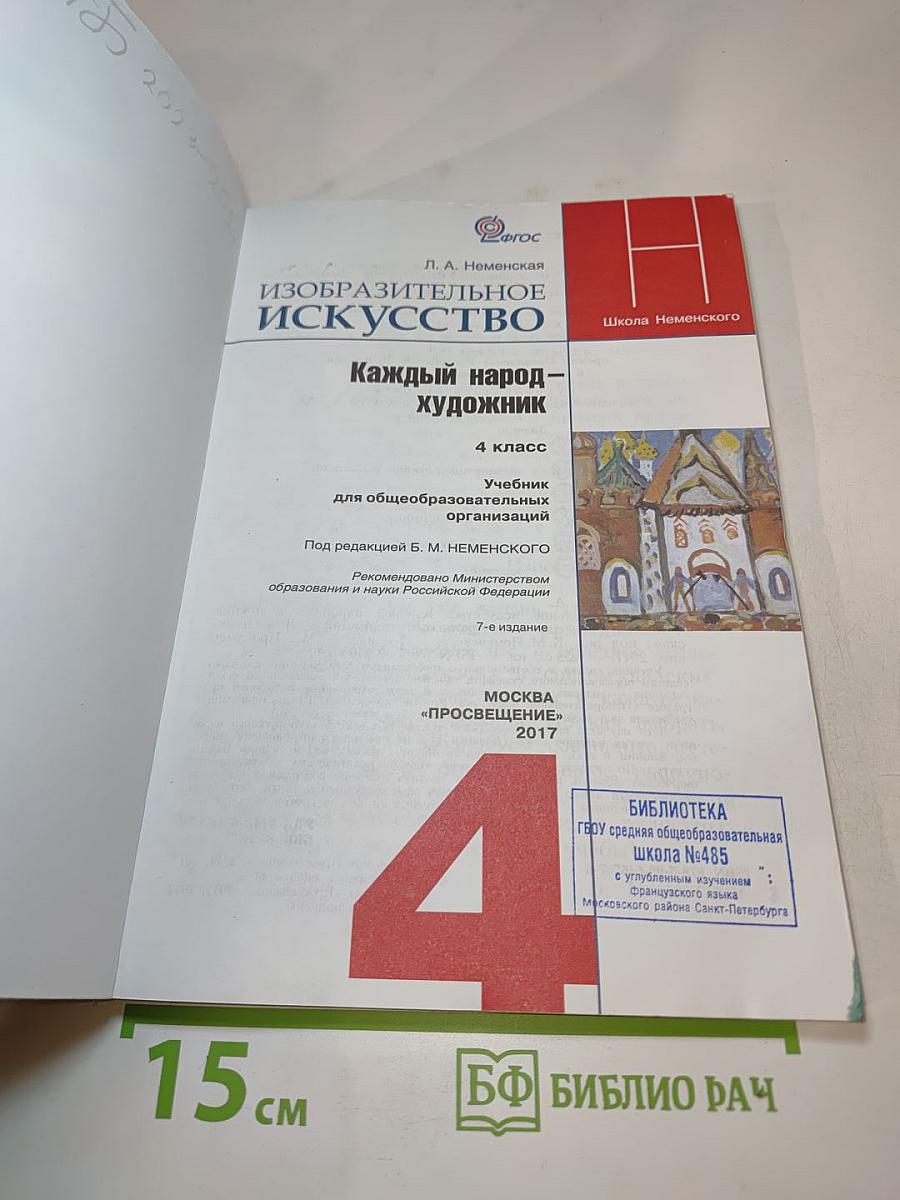 ФГОС
Л. А. Неменская
ИЗОБРАЗИТЕЛЬНОЕ
ИСКУССТВО
Школа Неменского
Каждый народ –
художник
4 класс
Учебник
для общеобразовательных
организаций
Под редакцией Б. М. НЕМЕНСКОГО
Рекомендовано Министерством
образования и науки Российской Федерации
7-е издание
МОСКВА
«ПРОСВЕЩЕНИЕ»
2017
4
БИБЛИОТЕКА
ГБОУ средняя общеобразовательная
школа №485
с углубленным изучением
французского языка
Московского района Санкт-Петербурга
15 см
БФ